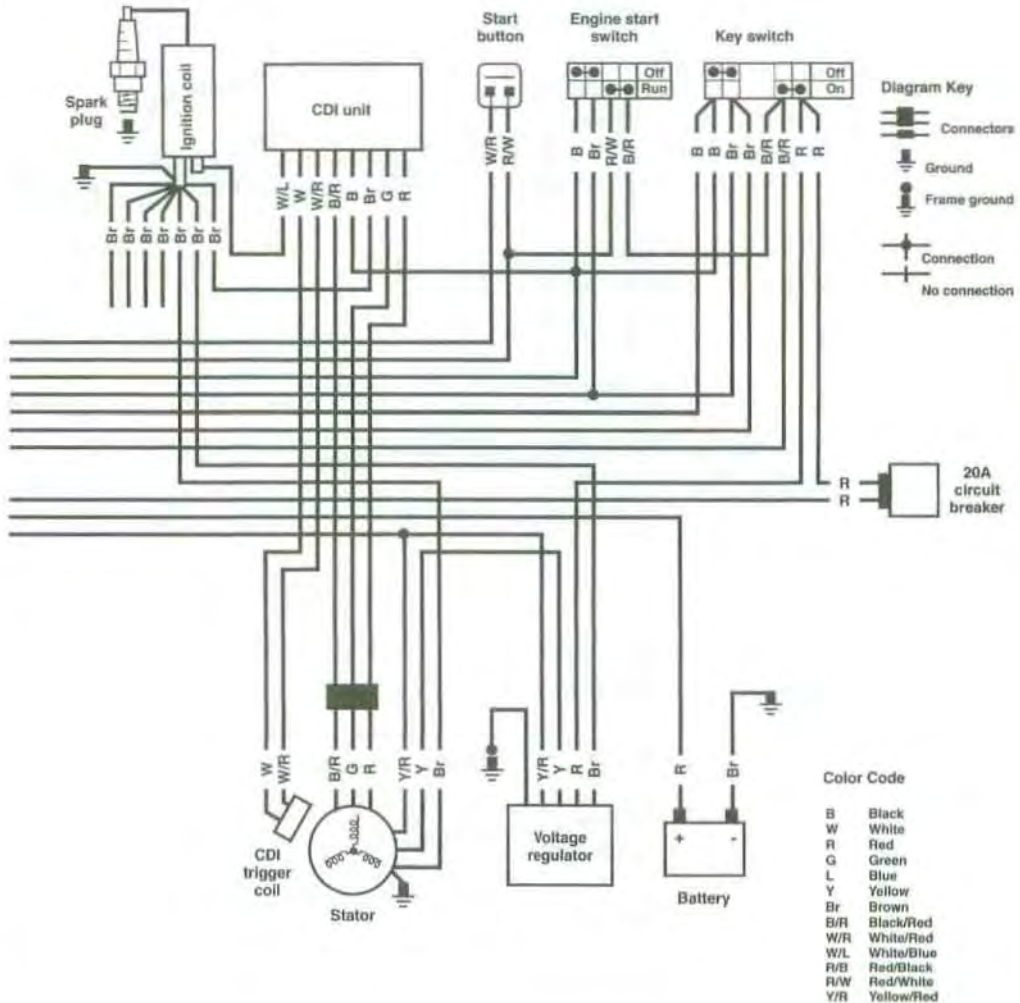 Start
button
Engine start
switch
Key switch
Spark
plug
Ignition coil
CDI unit
Off
Run
Off
On
Diagram Key
Connectors
Ground
Frame ground
Connection
No connection
W/L
W
W/R
B/R
B
Br
G
R
W/R
R/W
B
Br
R/W
B/R
B
B
Br
Br
B/R
B/R
R
R
Br
Br
Br
Br
Br
Br
Br
R
R
20A
circuit
breaker
W
W/R
B/R
G
R
Y/R
Y
Br
Y/R
Y
R
Br
R
Br
CDI
trigger
coil
Stator
Voltage
regulator
+
-
Battery
Color Code
B Black
W White
R Red
G Green
L Blue
Y Yellow
Br Brown
B/R Black/Red
W/R White/Red
W/L White/Blue
R/B Red/Black
R/W Red/White
Y/R Yellow/Red